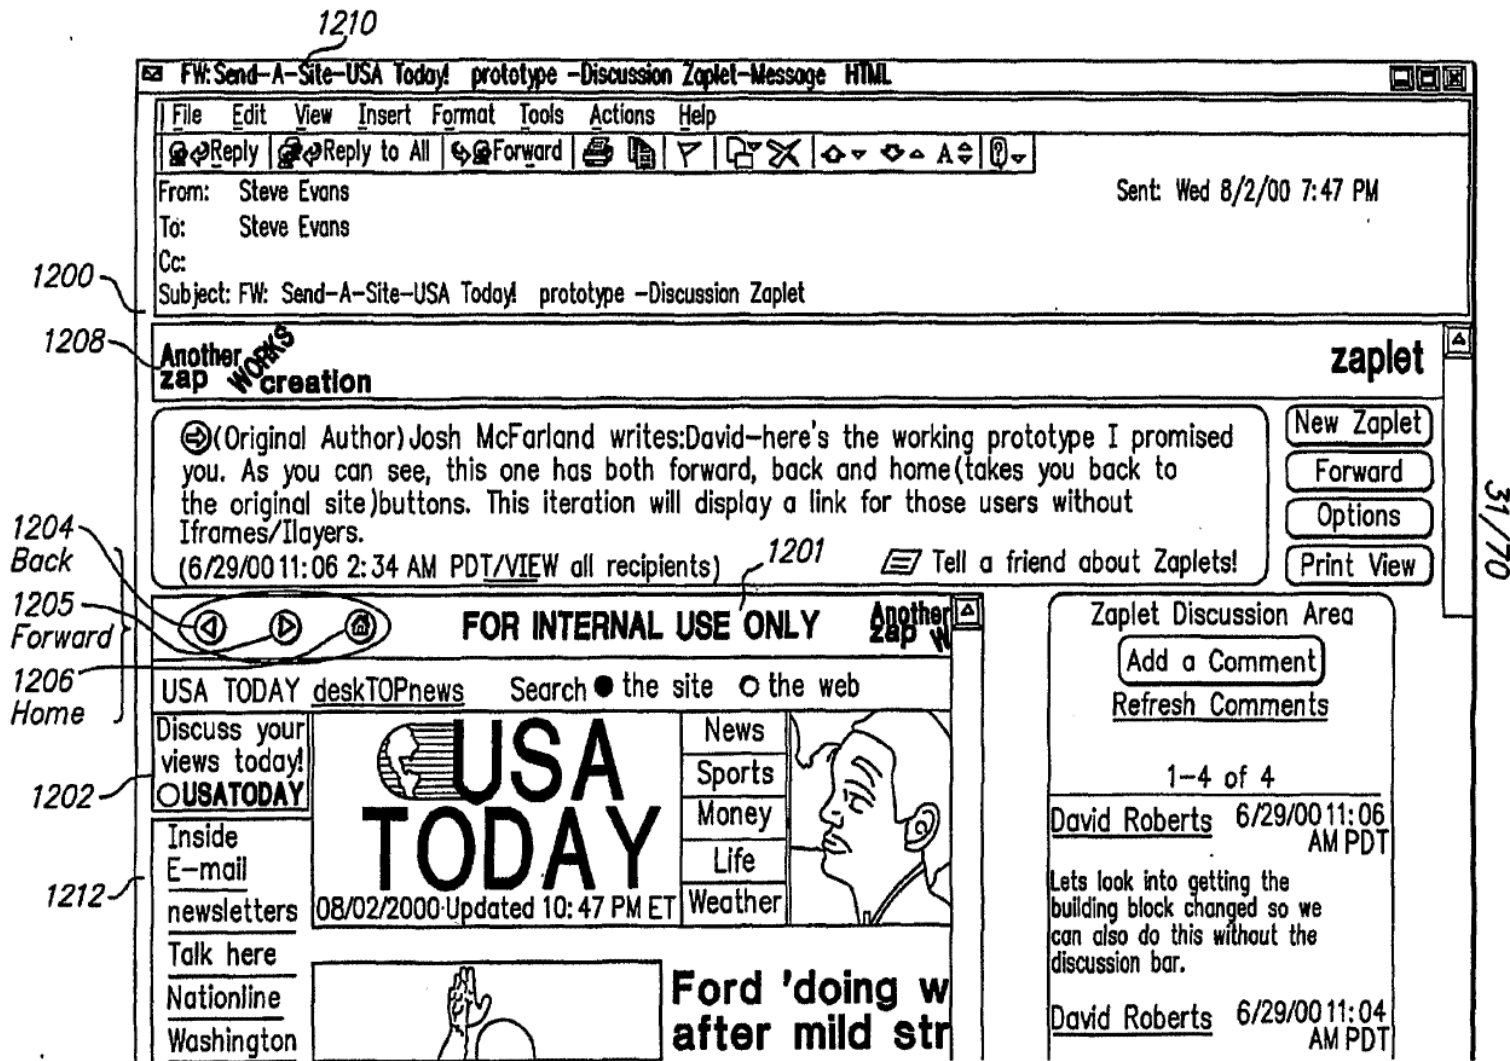 1210
FW: Send-A-Site-USA Today! prototype -Discussion Zaplet-Message HTML
File Edit View Insert Format Tools Actions Help
Reply Reply to All Forward A
From: Steve Evans Sent: Wed 8/2/00 7:47 PM
To: Steve Evans
Cc:
1200
Subject: FW: Send-A-Site-USA Today! prototype -Discussion Zaplet
1208
Another
zap WORKS creation
zaplet
(Original Author) Josh McFarland writes:David-here's the working prototype I promised
you. As you can see, this one has both forward, back and home(takes you back to
the original site)buttons. This iteration will display a link for those users without
Iframes/Ilayers.
(6/29/00 11:06 2:34 AM PDT/VIEW all recipients) 1201 Tell a friend about Zaplets!
New Zaplet
Forward
Options
Print View
31/70
1204
Back
1205
Forward
1206
Home
FOR INTERNAL USE ONLY Another
zap W
USA TODAY deskTOPnews Search the site the web
Discuss your
views today!
USATODAY
1202
Inside
E-mail
newsletters
1212
Talk here
Nationline
Washington
USA
TODAY
08/02/2000 Updated 10:47 PM ET
News
Sports
Money
Life
Weather
Ford 'doing w
after mild str
Zaplet Discussion Area
Add a Comment
Refresh Comments
1-4 of 4
David Roberts 6/29/00 11:06
AM PDT
Lets look into getting the
building block changed so we
can also do this without the
discussion bar.
David Roberts 6/29/00 11:04
AM PDT